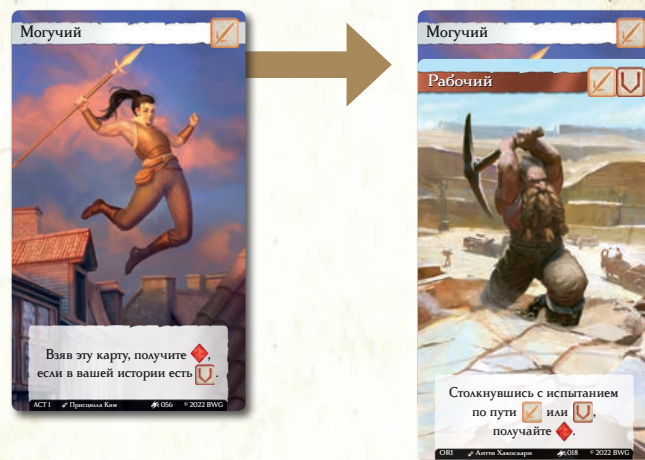 Могучий
Взяв эту карту, получите
если в вашей истории есть
ACT I Присцилла Ким 056 © 2022 BWG
Могучий
Рабочий
Столкнувшись с испытанием
по пути или
получайте
ORI Антти Хакосаари 018 © 2022 BWG